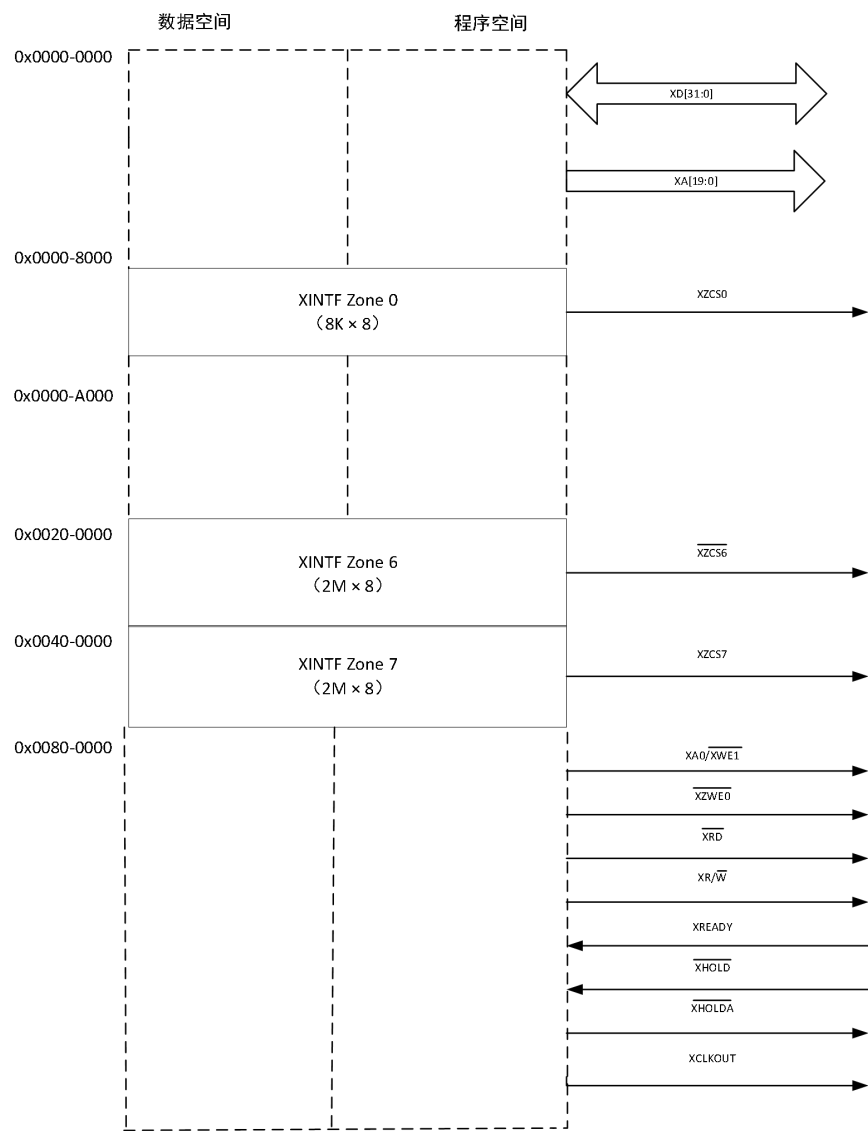 数据空间
程序空间
0x0000-0000
XD[31:0]
XA[19:0]
0x0000-8000
XINTF Zone 0
（8K × 8）
XZCS0
0x0000-A000
0x0020-0000
XINTF Zone 6
（2M × 8）
XZCS6
0x0040-0000
XINTF Zone 7
（2M × 8）
XZCS7
0x0080-0000
XA0/XWE1
XZWE0
XRD
XR/W
XREADY
XHOLD
XHOLDA
XCLKOUT